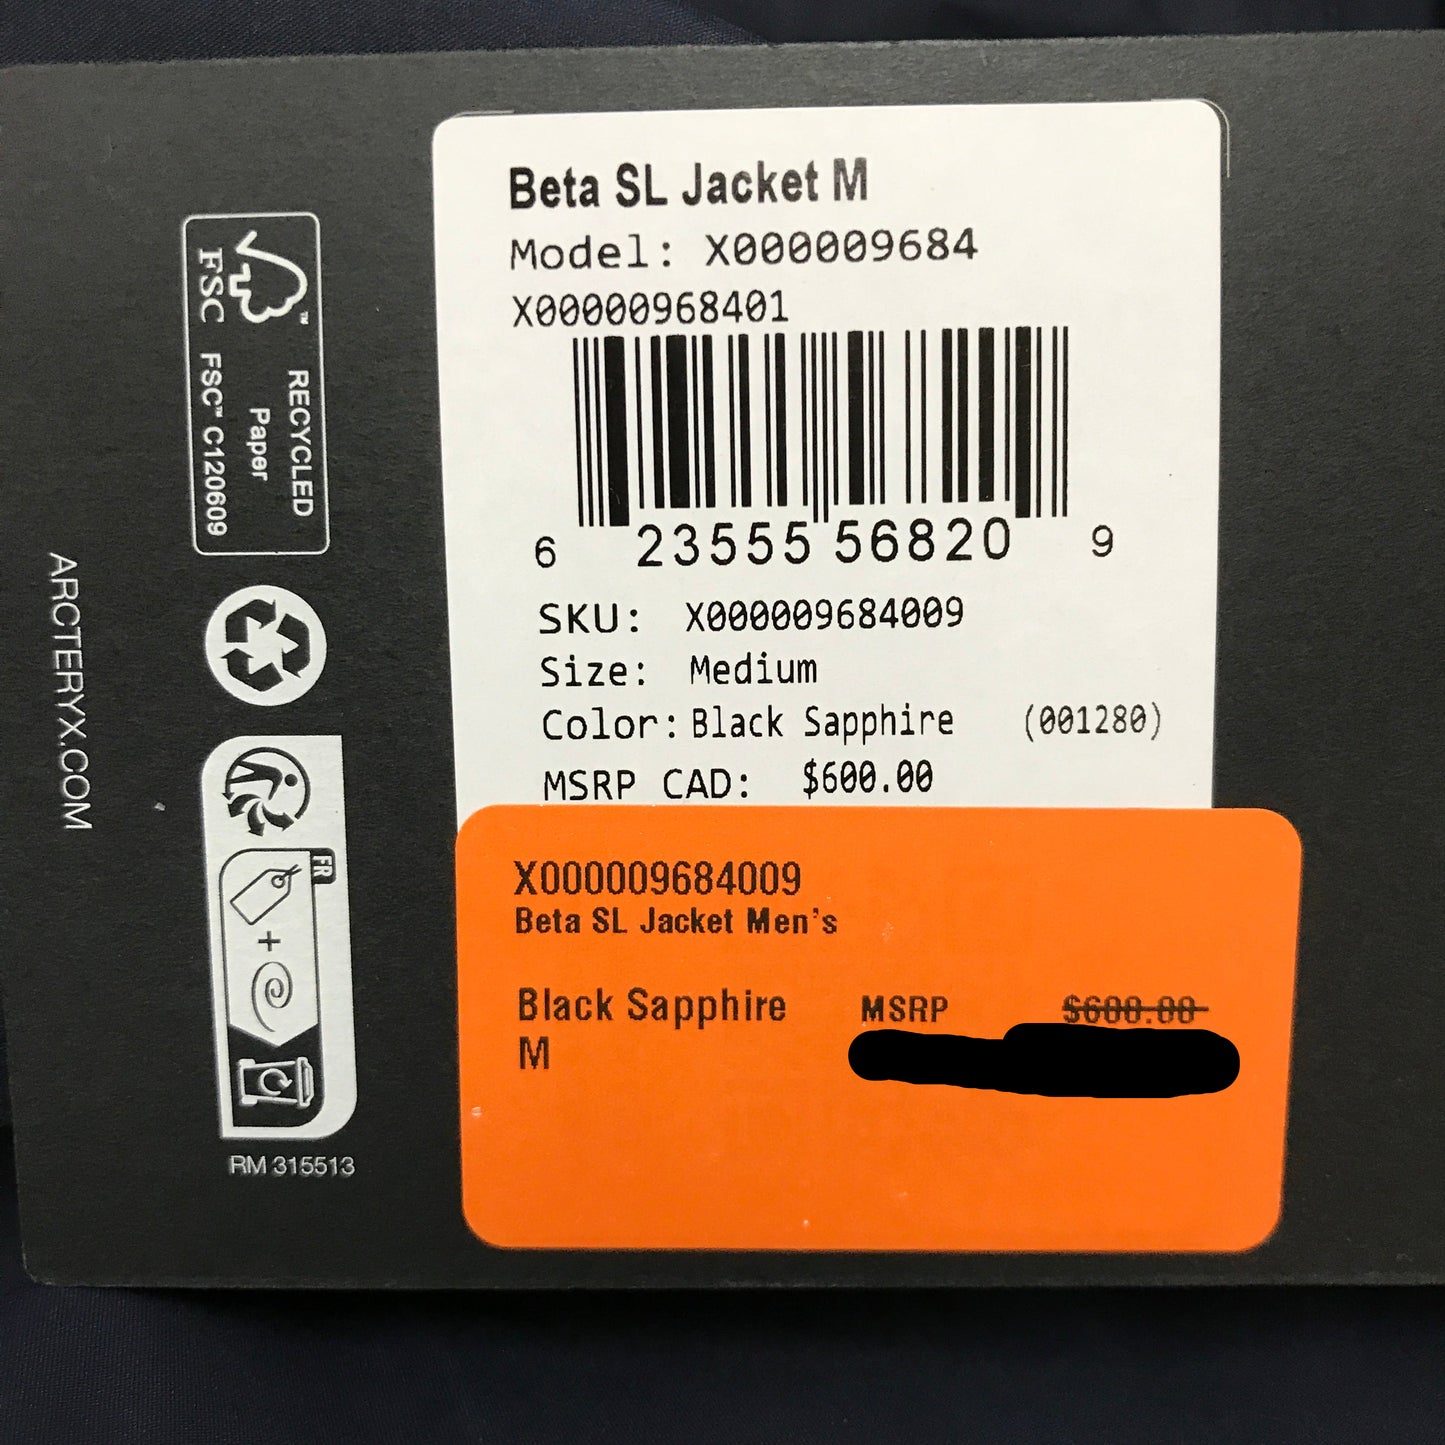 Beta SL Jacket M
Model: X000009684
X00000968401
6 23555 56820 9
SKU: X000009684009
Size: Medium
Color: Black Sapphire (001280)
MSRP CAD: $600.00
X000009684009
Beta SL Jacket Men's
Black Sapphire MSRP $600.00
M
FSC
RECYCLED
Paper
FSC™ C120609
FR
+
RM 315513
ARCTERYX.COM